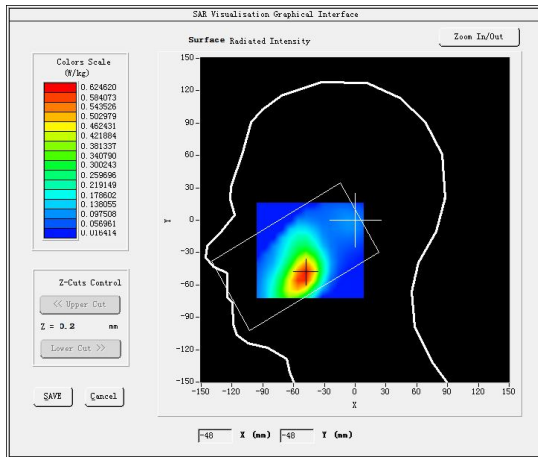 SAR Visualisation Graphical Interface
Surface Radiated Intensity
Zoom In/Out
Colors Scale
(W/kg)
0.624620
0.584073
0.543526
0.502979
0.462431
0.421884
0.381337
0.340790
0.300243
0.259696
0.219149
0.178602
0.138055
0.097508
0.056961
0.016414
Z-Cuts Control
<< Upper Cut
Z = 0.2 mm
Lower Cut >>
SAVE
Cancel
150
120
90
60
30
0
-30
-60
-90
-120
-150
Y
-150 -120 -90 -60 -30 0 30 60 90 120 150
X
-48 X (mm) -48 Y (mm)